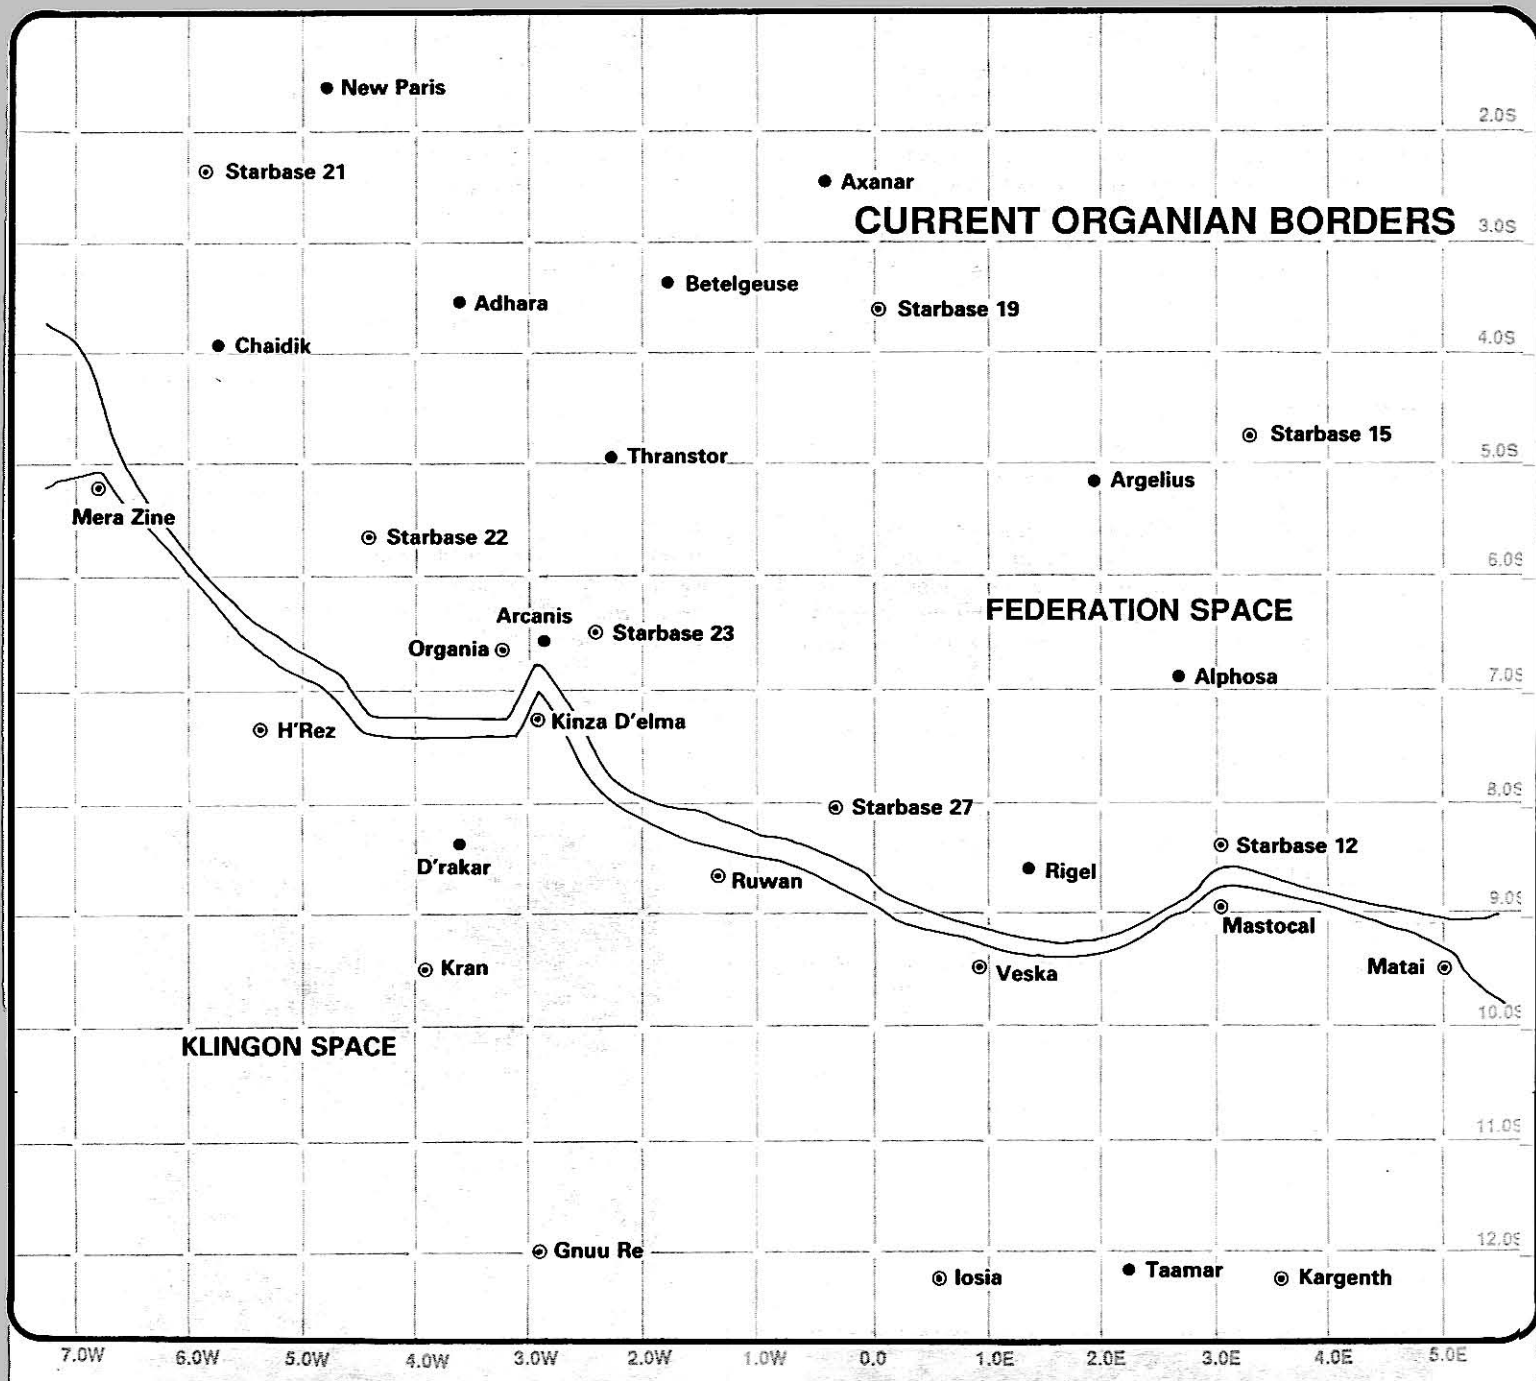 New Paris
2.0S
Starbase 21
Axanar
CURRENT ORGANIAN BORDERS
3.0S
Betelgeuse
Adhara
Starbase 19
Chaidik
4.0S
Starbase 15
Thranstor
5.0S
Argelius
Mera Zine
Starbase 22
6.0S
FEDERATION SPACE
Arcanis
Starbase 23
Organia
Alphosa
7.0S
Kinza D'elma
H'Rez
8.0S
Starbase 27
Starbase 12
D'rakar
Rigel
Ruwan
9.0S
Mastocal
Kran
Veska
Matai
10.0S
KLINGON SPACE
11.0S
12.0S
Gnuu Re
Iosia
Taamar
Kargenth
7.0W 6.0W 5.0W 4.0W 3.0W 2.0W 1.0W 0.0 1.0E 2.0E 3.0E 4.0E 5.0E